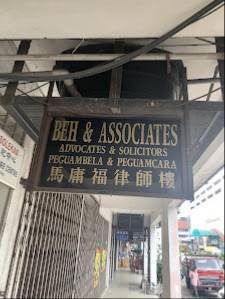 BEH & ASSOCIATES
ADVOCATES & SOLICITORS
PEGUAMBELA & PEGUAMCARA
馬庸福律師樓